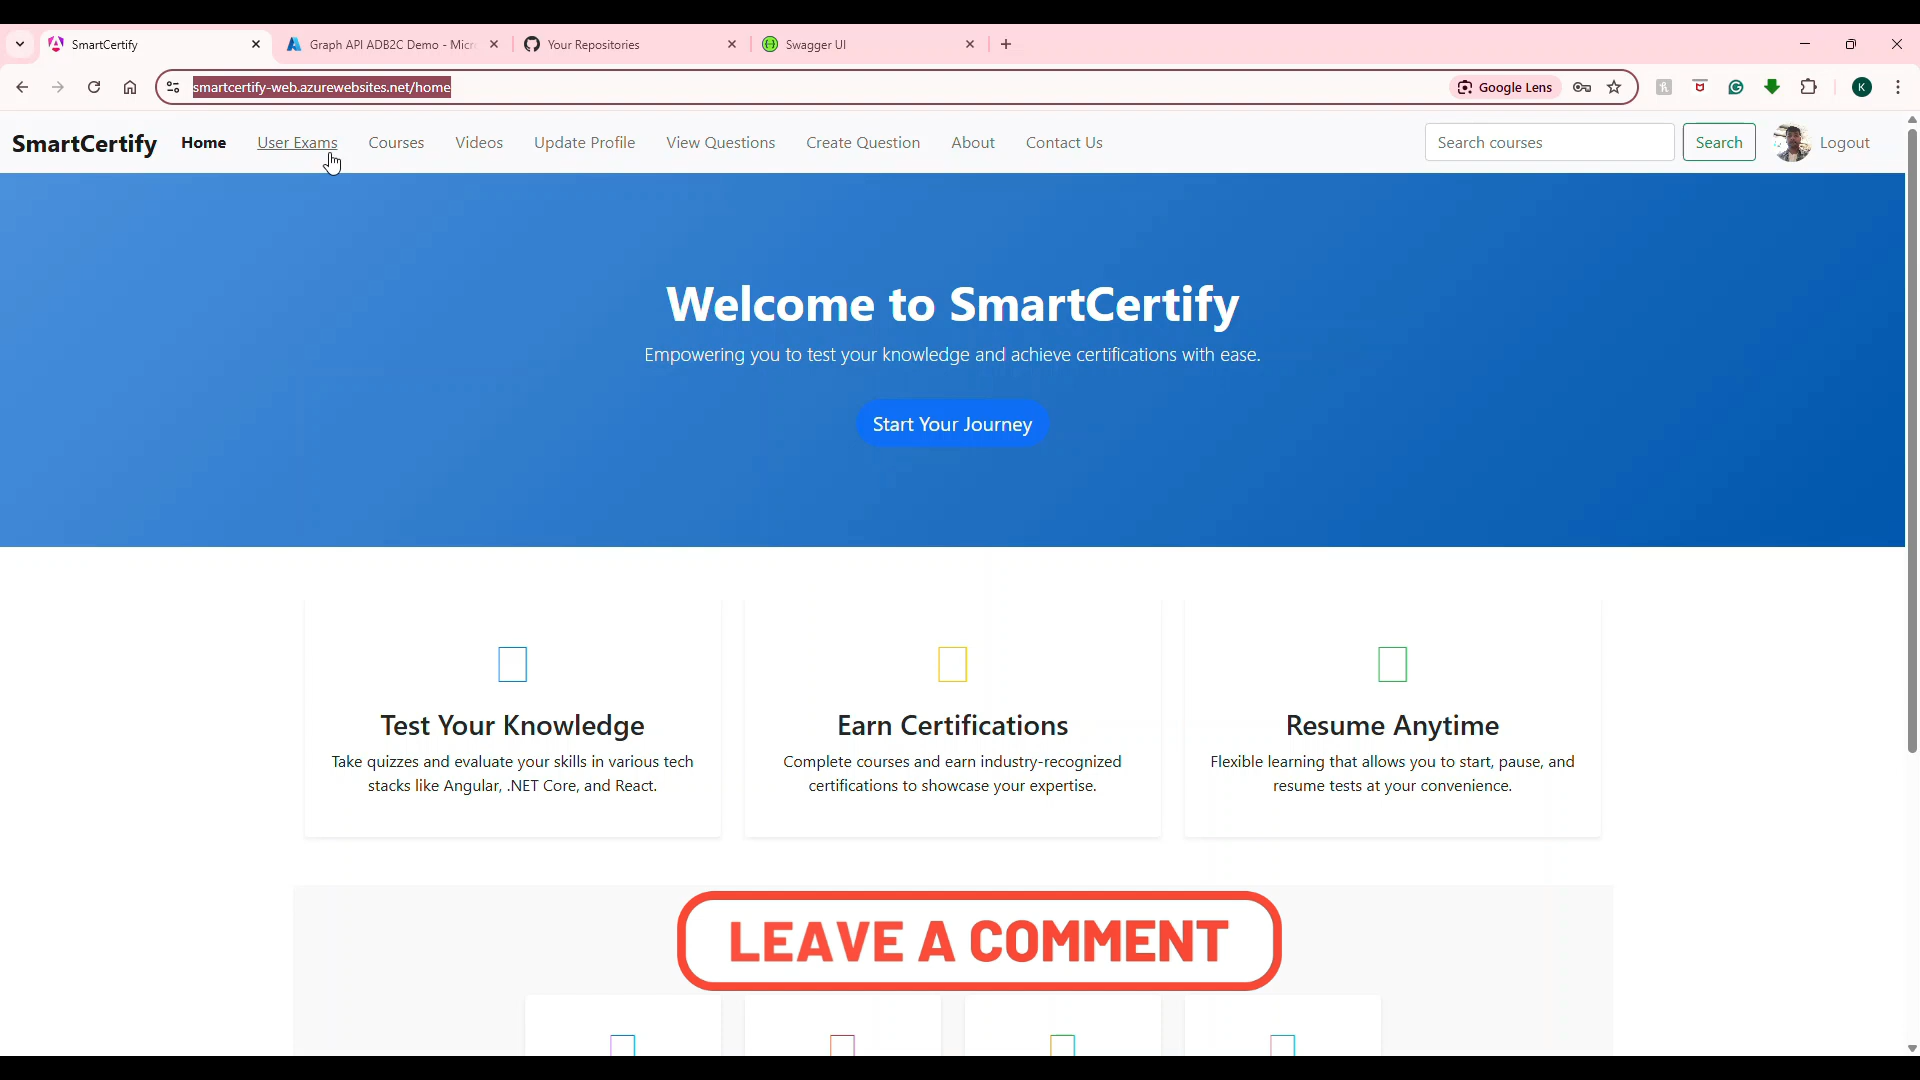 SmartCertify
Graph API ADB2C Demo - Micr
Your Repositories
Swagger UI
smartcertify-web.azurewebsites.net/home
Google Lens
K
SmartCertify
Home
User Exams
Courses
Videos
Update Profile
View Questions
Create Question
About
Contact Us
Search courses
Search
Logout
Welcome to SmartCertify
Empowering you to test your knowledge and achieve certifications with ease.
Start Your Journey
Test Your Knowledge
Take quizzes and evaluate your skills in various tech
stacks like Angular, .NET Core, and React.
Earn Certifications
Complete courses and earn industry-recognized
certifications to showcase your expertise.
Resume Anytime
Flexible learning that allows you to start, pause, and
resume tests at your convenience.
LEAVE A COMMENT